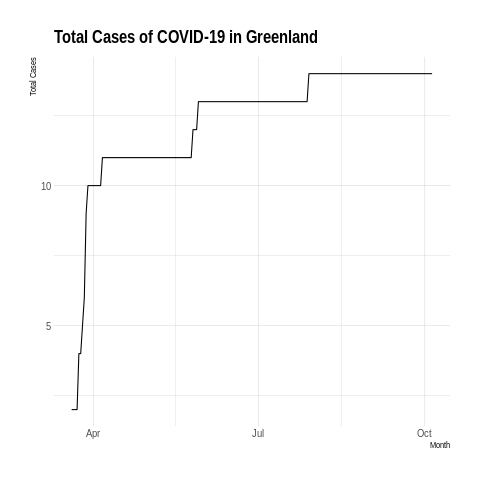 Total Cases of COVID-19 in Greenland
Total Cases
10
5
Apr
Jul
Oct
Month